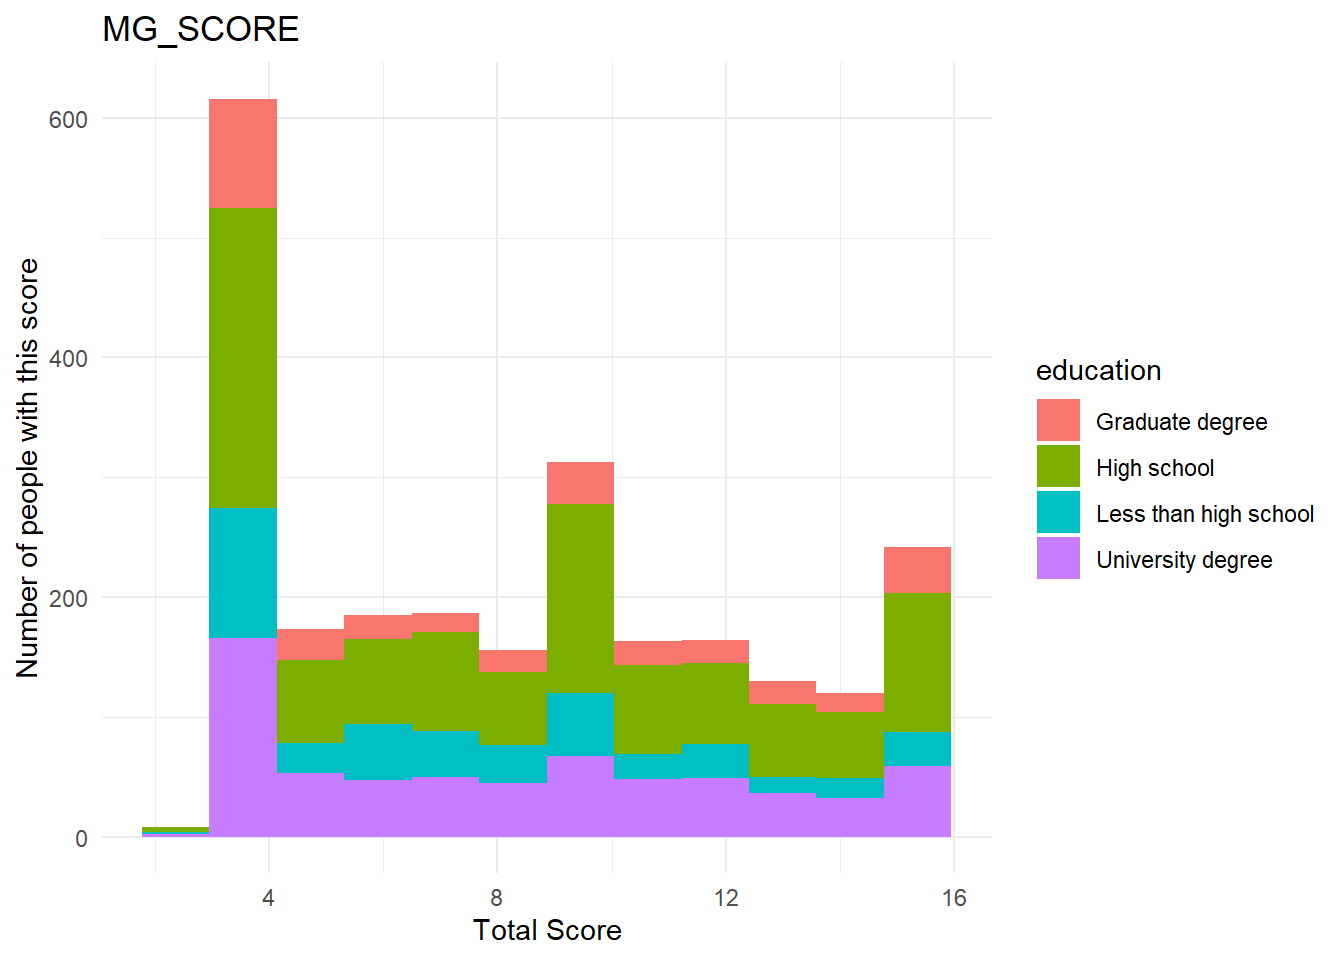 MG_SCORE
Number of people with this score
600
400
200
0
4 8 12 16
Total Score
education
Graduate degree
High school
Less than high school
University degree